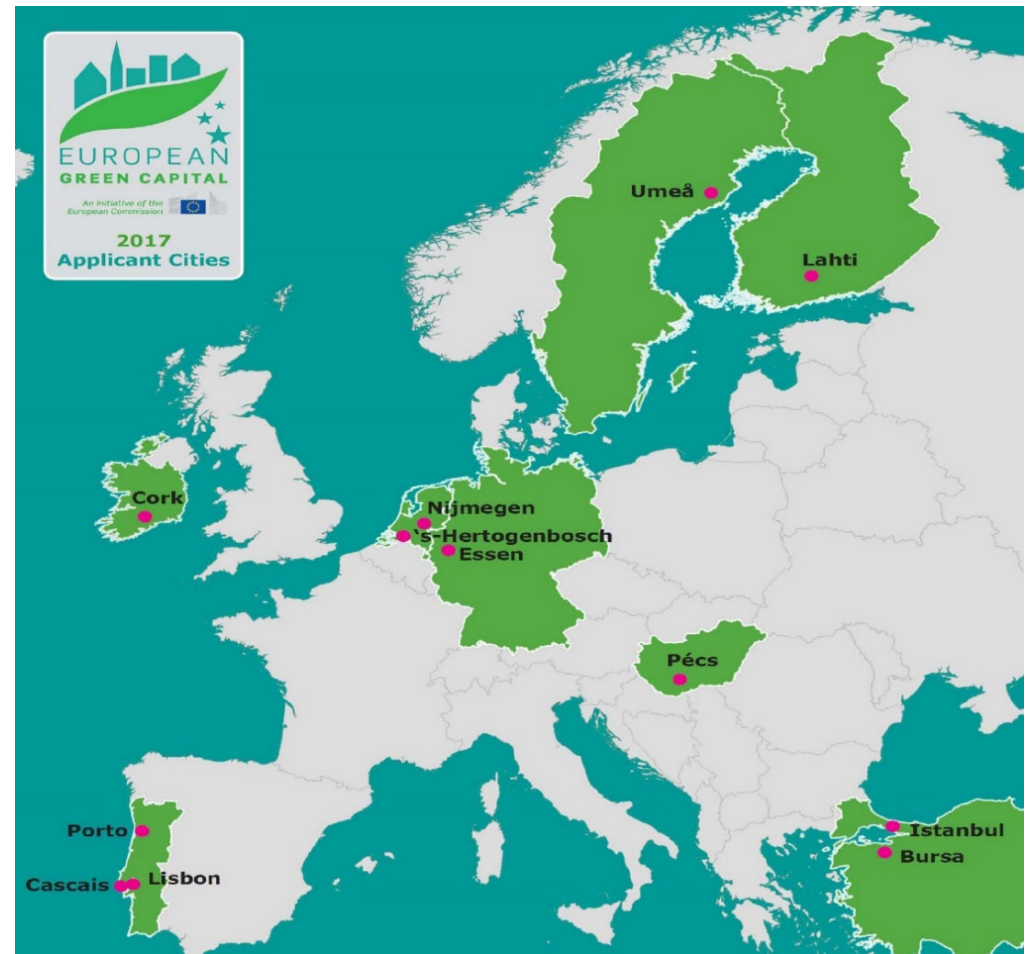 EUROPEAN
GREEN CAPITAL
An Initiative of the
European Commission
2017
Applicant Cities
Umeå
Lahti
Cork
Nijmegen
‘s-Hertogenbosch
Essen
Pécs
Porto
Istanbul
Bursa
Cascais
Lisbon